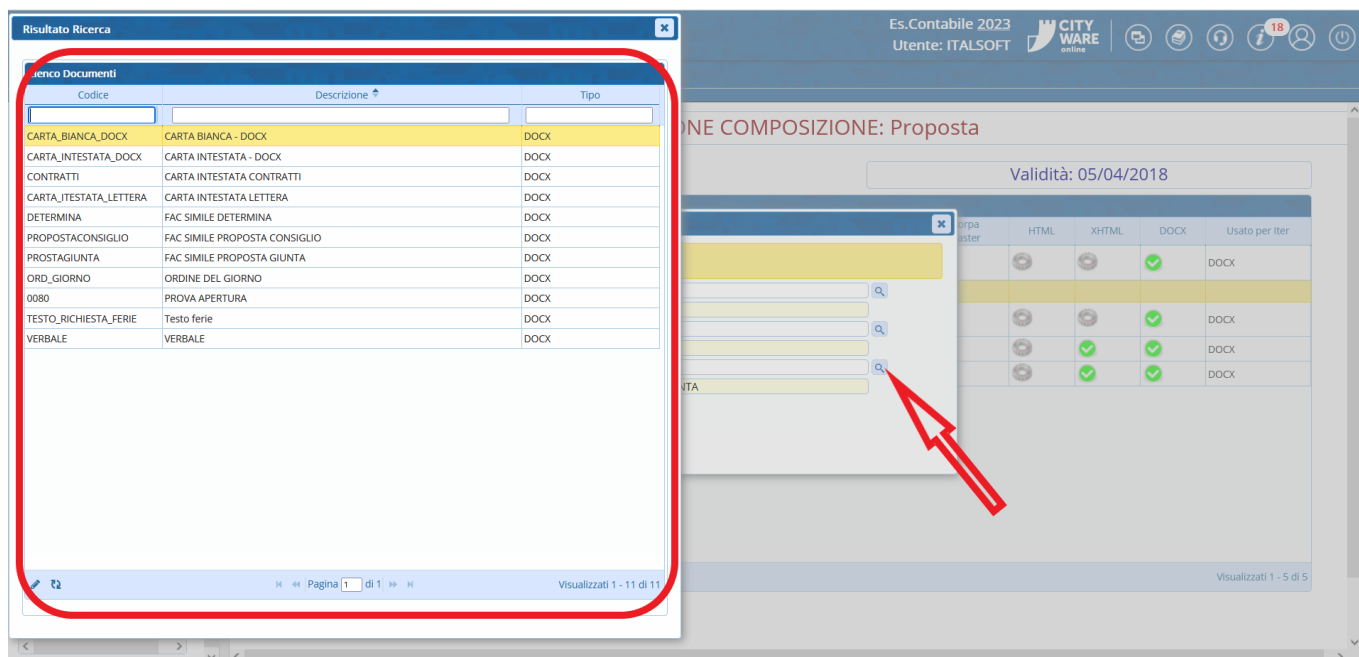 Risultato Ricerca
Es.Contabile 2023
Utente: ITALSOFT
CITY
WARE
online
18
Elenco Documenti
Codice Descrizione Tipo
CARTA_BIANCA_DOCX CARTA BIANCA - DOCX DOCX
CARTA_INTESTATA_DOCX CARTA INTESTATA - DOCX DOCX
CONTRATTI CARTA INTESTATA CONTRATTI DOCX
CARTA_ITESTATA_LETTERA CARTA INTESTATA LETTERA DOCX
DETERMINA FAC SIMILE DETERMINA DOCX
PROPOSTACONSIGLIO FAC SIMILE PROPOSTA CONSIGLIO DOCX
PROSTAGIUNTA FAC SIMILE PROPOSTA GIUNTA DOCX
ORD_GIORNO ORDINE DEL GIORNO DOCX
0080 PROVA APERTURA DOCX
TESTO_RICHIESTA_FERIE Testo ferie DOCX
VERBALE VERBALE DOCX
Pagina 1 di 1
Visualizzati 1 - 11 di 11
NE COMPOSIZIONE: Proposta
Validità: 05/04/2018
HTML XHTML DOCX Usato per Iter
DOCX
DOCX
DOCX
DOCX
NTA
Visualizzati 1 - 5 di 5